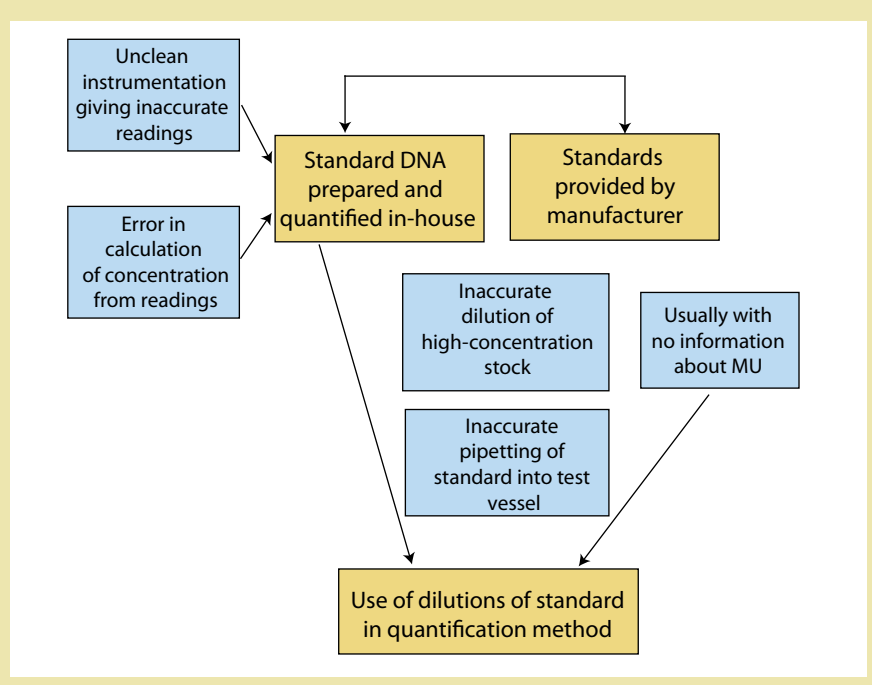 Unclean
instrumentation
giving inaccurate
readings
Standard DNA
prepared and
quantified in-house
Standards
provided by
manufacturer
Error in
calculation
of concentration
from readings
Inaccurate
dilution of
high-concentration
stock
Usually with
no information
about MU
Inaccurate
pipetting of
standard into test
vessel
Use of dilutions of standard
in quantification method